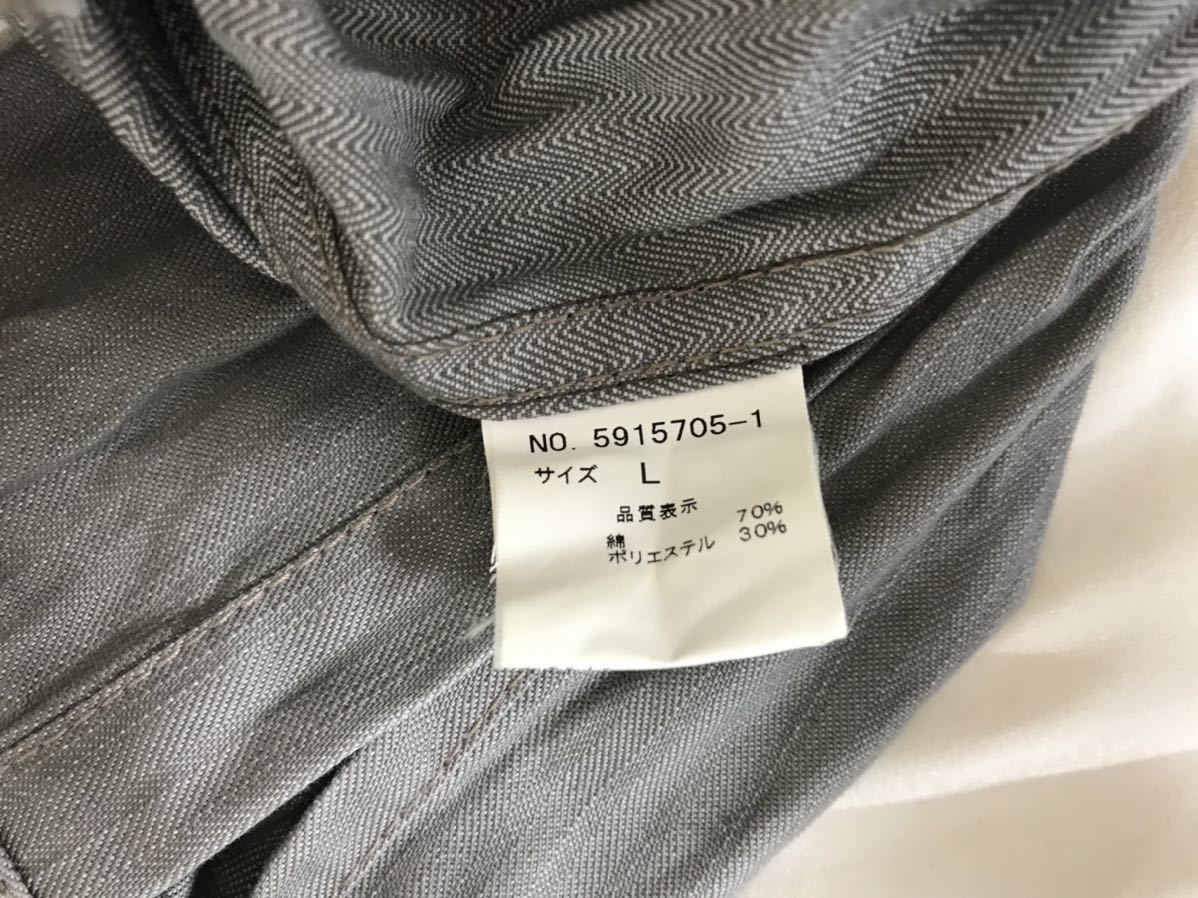 NO. 5915705-1
サイズ L
品質表示
綿 70%
ポリエステル 30%